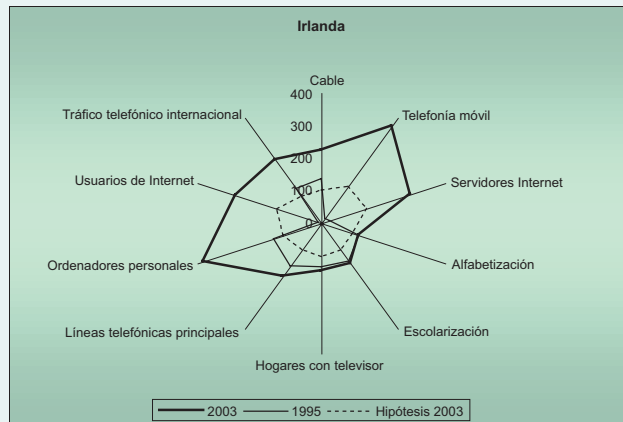 Irlanda
Cable
400
300
200
100
0
Tráfico telefónico internacional
Telefonía móvil
Usuarios de Internet
Servidores Internet
Ordenadores personales
Alfabetización
Líneas telefónicas principales
Escolarización
Hogares con televisor
2003 1995 Hipótesis 2003